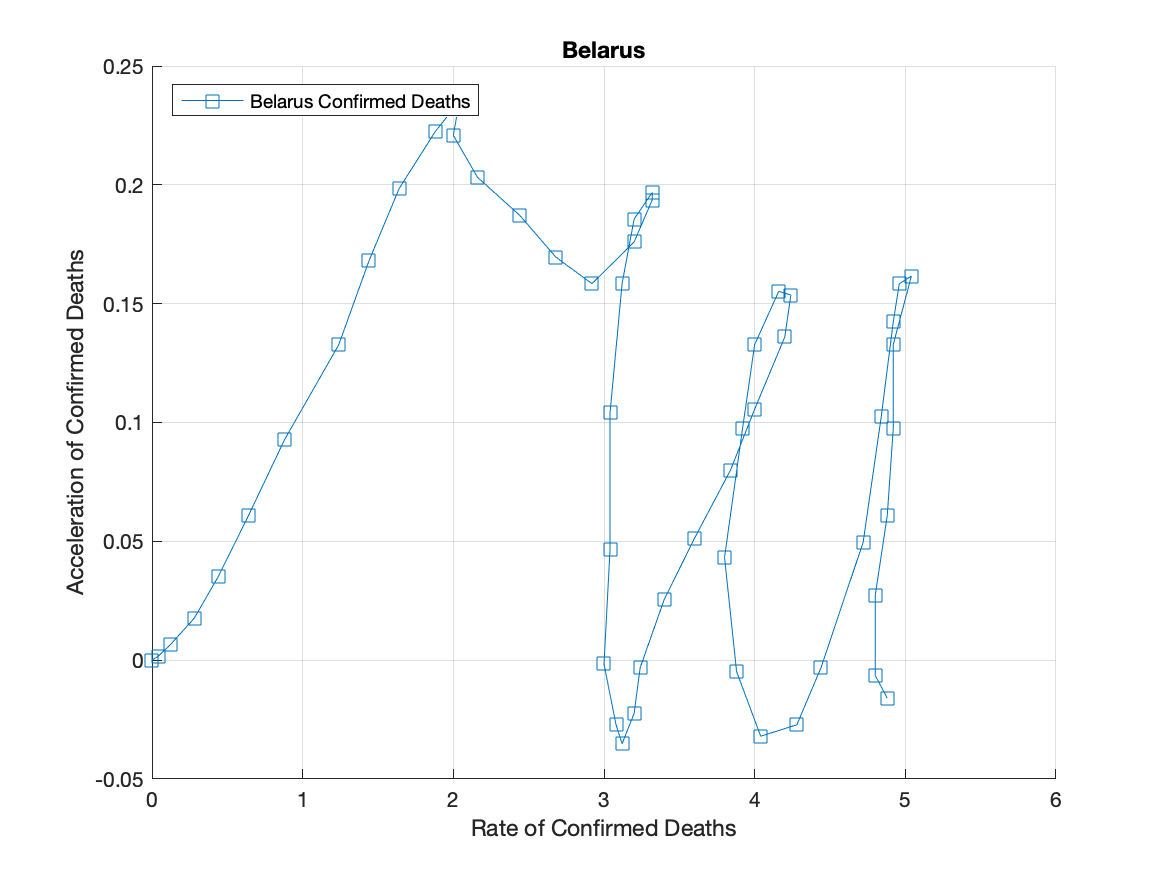 Belarus
0.25
Belarus Confirmed Deaths
0.2
0.15
0.1
0.05
0
-0.05
Acceleration of Confirmed Deaths
0 1 2 3 4 5 6
Rate of Confirmed Deaths